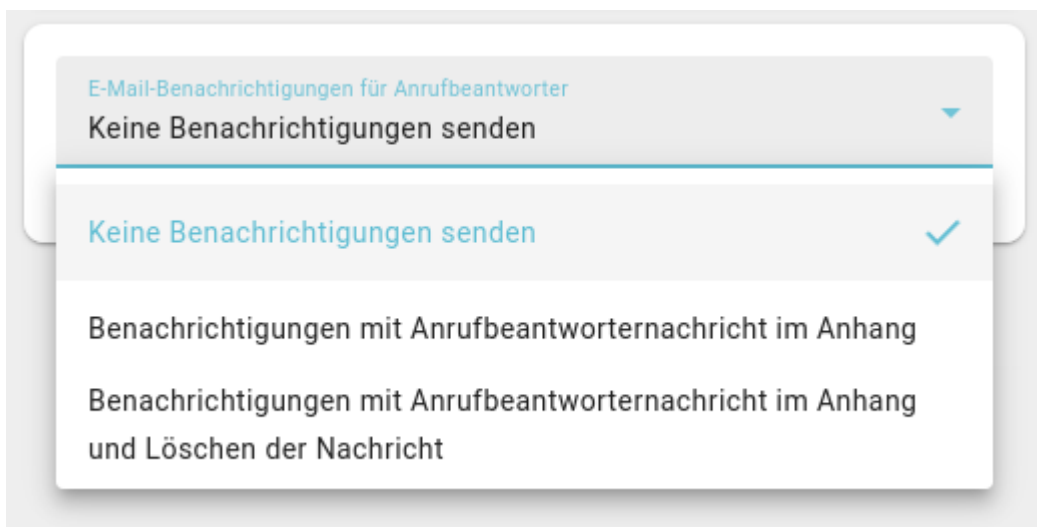 E-Mail-Benachrichtigungen für Anrufbeantworter
Keine Benachrichtigungen senden
Keine Benachrichtigungen senden
Benachrichtigungen mit Anrufbeantworternachricht im Anhang
Benachrichtigungen mit Anrufbeantworternachricht im Anhang
und Löschen der Nachricht